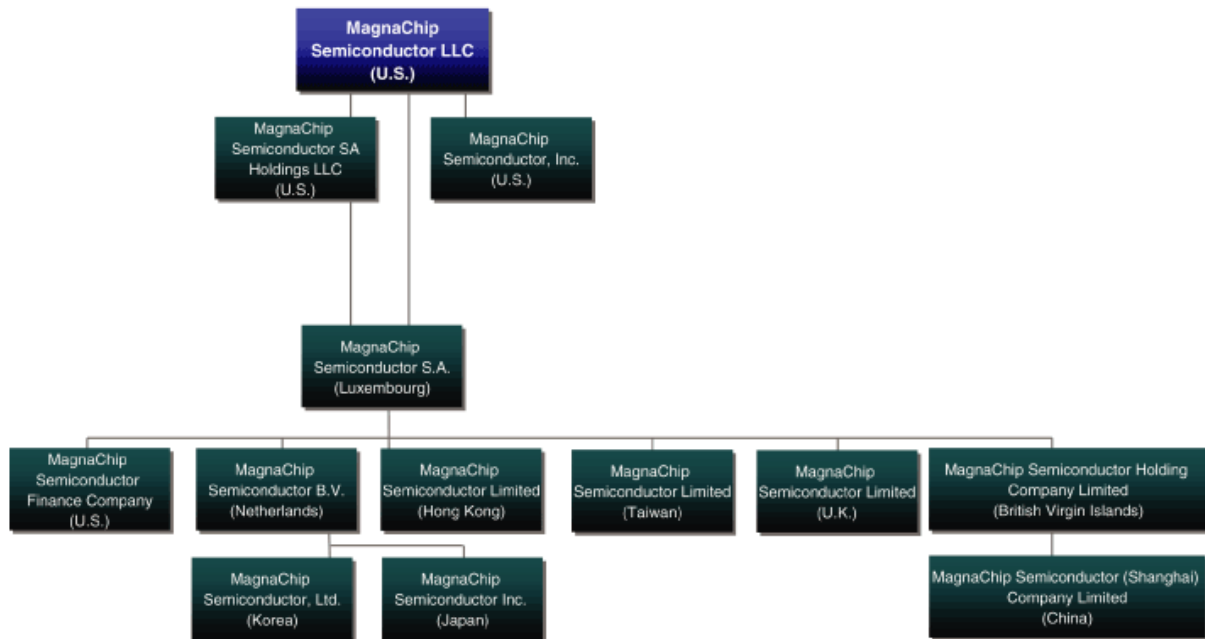 MagnaChip
Semiconductor LLC
(U.S.)
MagnaChip
Semiconductor SA
Holdings LLC
(U.S.)
MagnaChip
Semiconductor, Inc.
(U.S.)
MagnaChip
Semiconductor S.A.
(Luxembourg)
MagnaChip
Semiconductor
Finance Company
(U.S.)
MagnaChip
Semiconductor B.V.
(Netherlands)
MagnaChip
Semiconductor Limited
(Hong Kong)
MagnaChip
Semiconductor Limited
(Taiwan)
MagnaChip
Semiconductor Limited
(U.K.)
MagnaChip Semiconductor Holding
Company Limited
(British Virgin Islands)
MagnaChip
Semiconductor, Ltd.
(Korea)
MagnaChip
Semiconductor Inc.
(Japan)
MagnaChip Semiconductor (Shanghai)
Company Limited
(China)